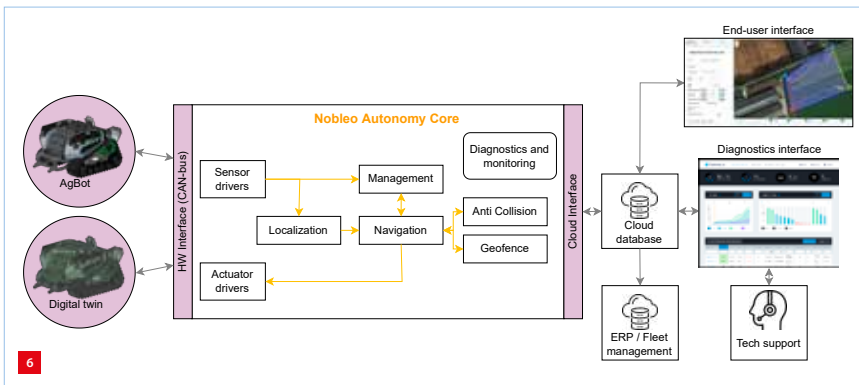 End-user interface
Nobleo Autonomy Core
Diagnostics and
monitoring
Diagnostics interface
AgBot
HW Interface (CAN-bus)
Sensor
drivers
Management
Anti Collision
Localization
Navigation
Geofence
Cloud Interface
Cloud
database
Actuator
drivers
Digital twin
ERP / Fleet
management
Tech support
6